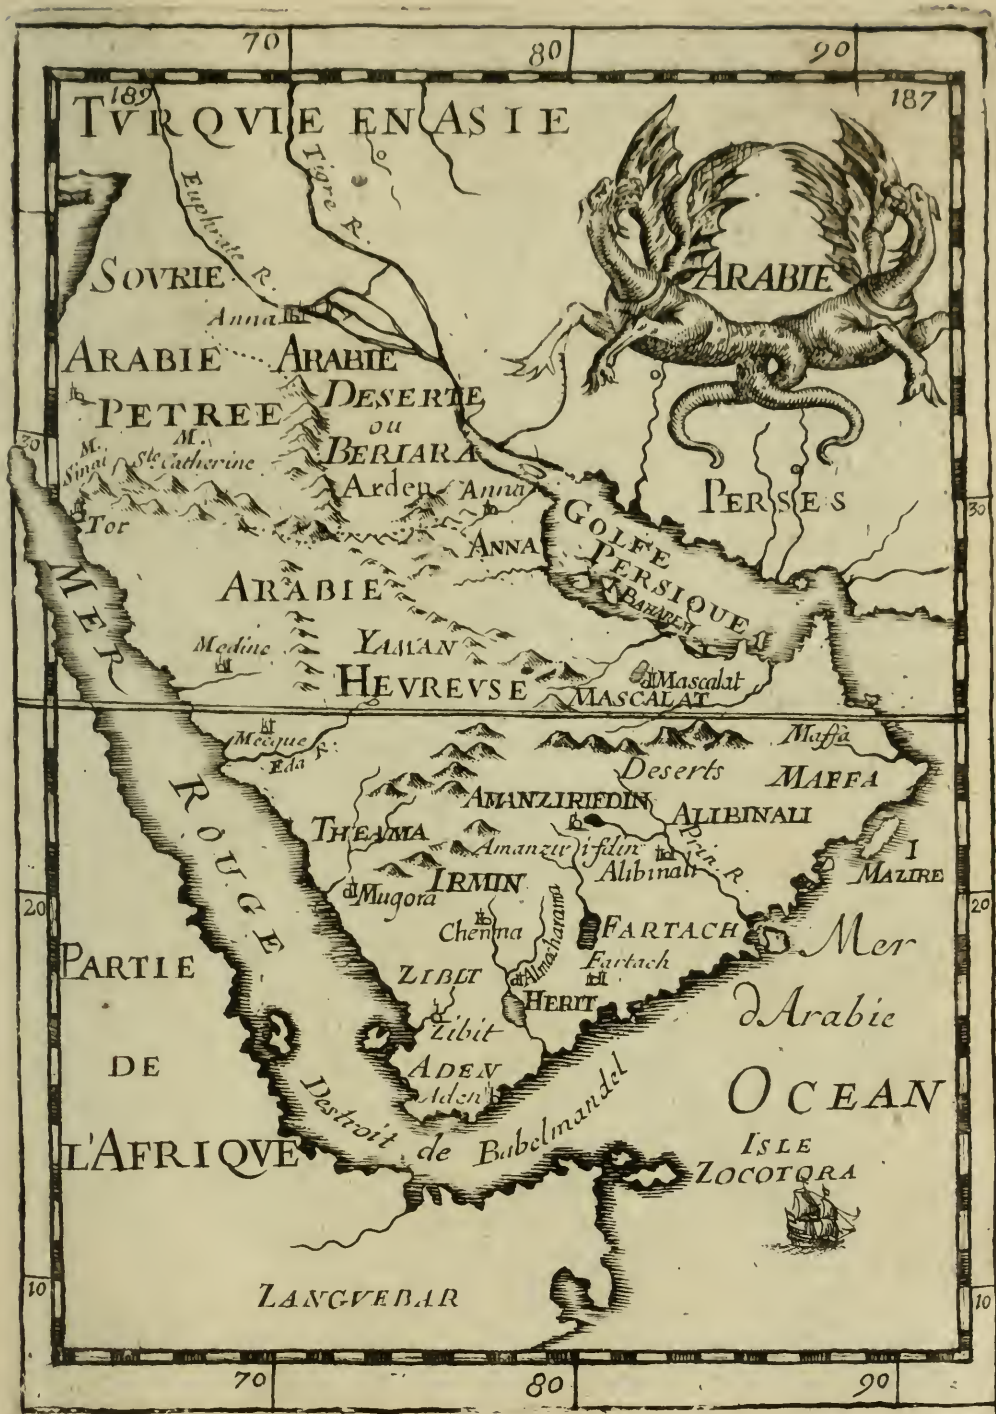 70 80 90
189 187
TVRQVIE EN ASIE
Euphrate R.
Tigre R.
SOVRIE
ARABIE
Anna
ARABIE
PETREE
ARABIE
DESERTE
ou
BERIARA
Arden
Anna
30
M. Sinai
M. Ste. Catherine
Tor
PERSES
30
GOLFE
PERSIQUE
I BAHAREM
ANNA
MER ROUGE
ARABIE
YAMAN
HEVREVSE
Medine
Mascalat
MASCALAT
Mecque
Eda R.
Maffa
MAFFA
Deserts
AMANZIRIFDIN
ALIBINALI
THEAMA
Amanzirifdin
Alibinali
Prin. R.
I
MAZIRE
Mugora
IRMIN
20
20
Chenna
Almacharama
FARTACH
Fartach
PARTIE
DE
L'AFRIQVE
ZIBIT
Zibit
HERIT
Mer
d'Arabie
ADEN
Aden
OCEAN
Destroit de Babelmandel
ISLE
ZOCOTORA
10
10
ZANGVEBAR
70 80 90